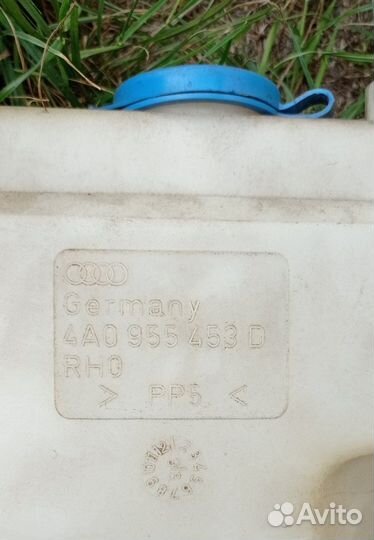 Germany
4A0 955 453 D
RH0
> PP5 <
Avito